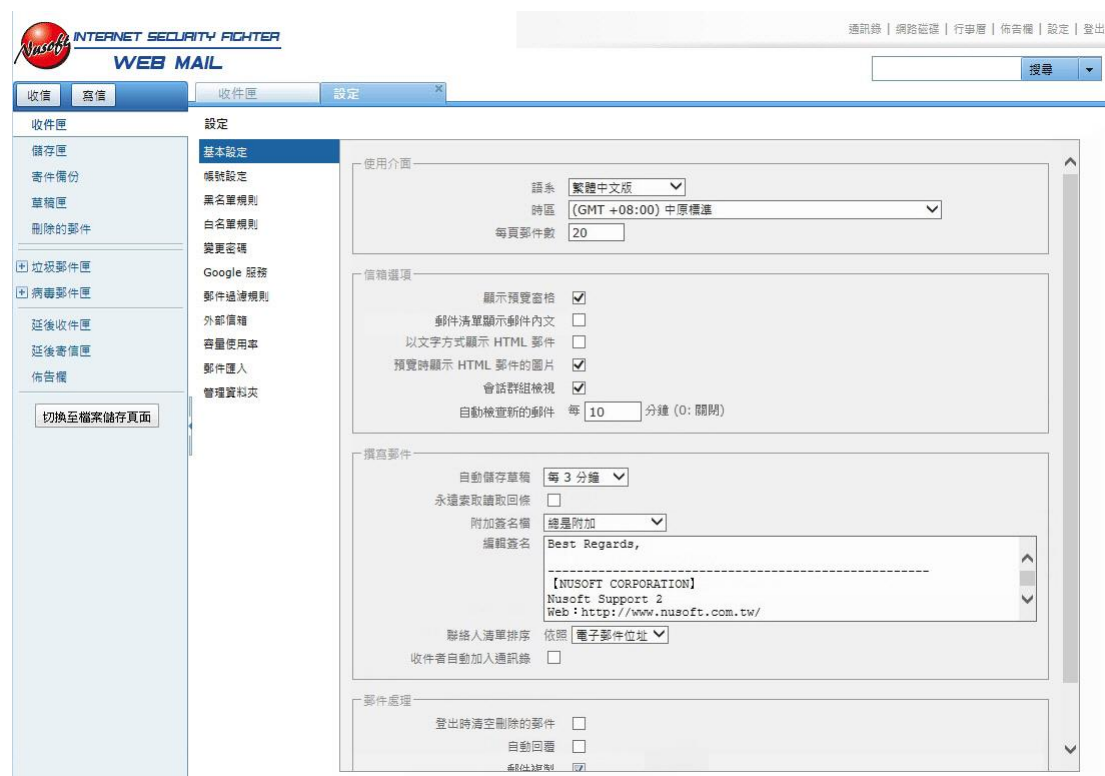 Nusoft INTERNET SECURITY FIGHTER
WEB MAIL
通訊錄 | 網路磁碟 | 行事曆 | 佈告欄 | 設定 | 登出
搜尋
收信 寫信
收件匣 設定
收件匣
儲存匣
寄件備份
草稿匣
刪除的郵件
垃圾郵件匣
病毒郵件匣
延後收件匣
延後寄信匣
佈告欄
切換至檔案儲存頁面
設定
基本設定
帳號設定
黑名單規則
白名單規則
變更密碼
Google 服務
郵件過濾規則
外部信箱
容量使用率
郵件匯入
管理資料夾
使用介面
語系 繁體中文版
時區 (GMT +08:00) 中原標準
每頁郵件數 20
信箱選項
顯示預覽窗格
郵件清單顯示郵件內文
以文字方式顯示 HTML 郵件
預覽時顯示 HTML 郵件的圖片
會話群組檢視
自動檢查新的郵件 每 10 分鐘 (0: 關閉)
撰寫郵件
自動儲存草稿 每 3 分鐘
永遠索取讀取回條
附加簽名檔 總是附加
編輯簽名 Best Regards,
------------------------------------------------------
【NUSOFT CORPORATION】
Nusoft Support 2
Web：http://www.nusoft.com.tw/
聯絡人清單排序 依照 電子郵件位址
收件者自動加入通訊錄
郵件處理
登出時清空刪除的郵件
自動回覆
郵件複製